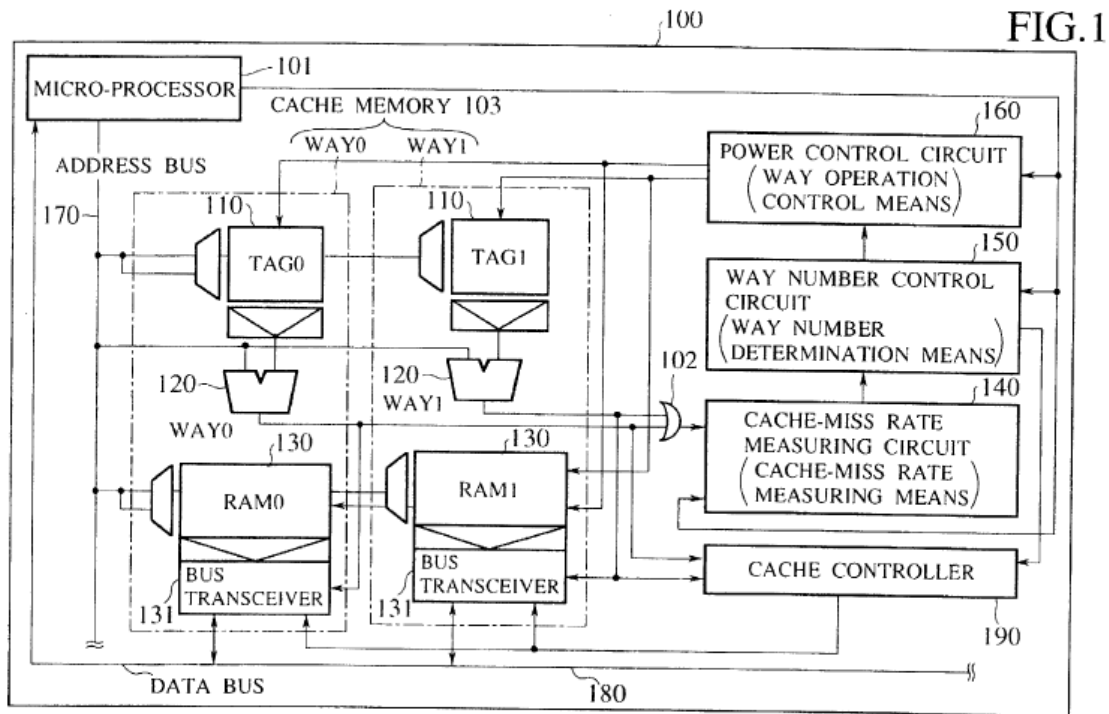 FIG.1
100
101
MICRO-PROCESSOR
CACHE MEMORY 103
WAY0 WAY1
ADDRESS BUS
170
160
POWER CONTROL CIRCUIT
(WAY OPERATION
CONTROL MEANS)
110
TAG0
110
TAG1
150
WAY NUMBER CONTROL
CIRCUIT
(WAY NUMBER
DETERMINATION MEANS)
120
WAY0
120
WAY1
102
140
CACHE-MISS RATE
MEASURING CIRCUIT
(CACHE-MISS RATE
MEASURING MEANS)
130
RAM0
130
RAM1
BUS
TRANSCEIVER
131
BUS
TRANSCEIVER
131
CACHE CONTROLLER
190
DATA BUS
180